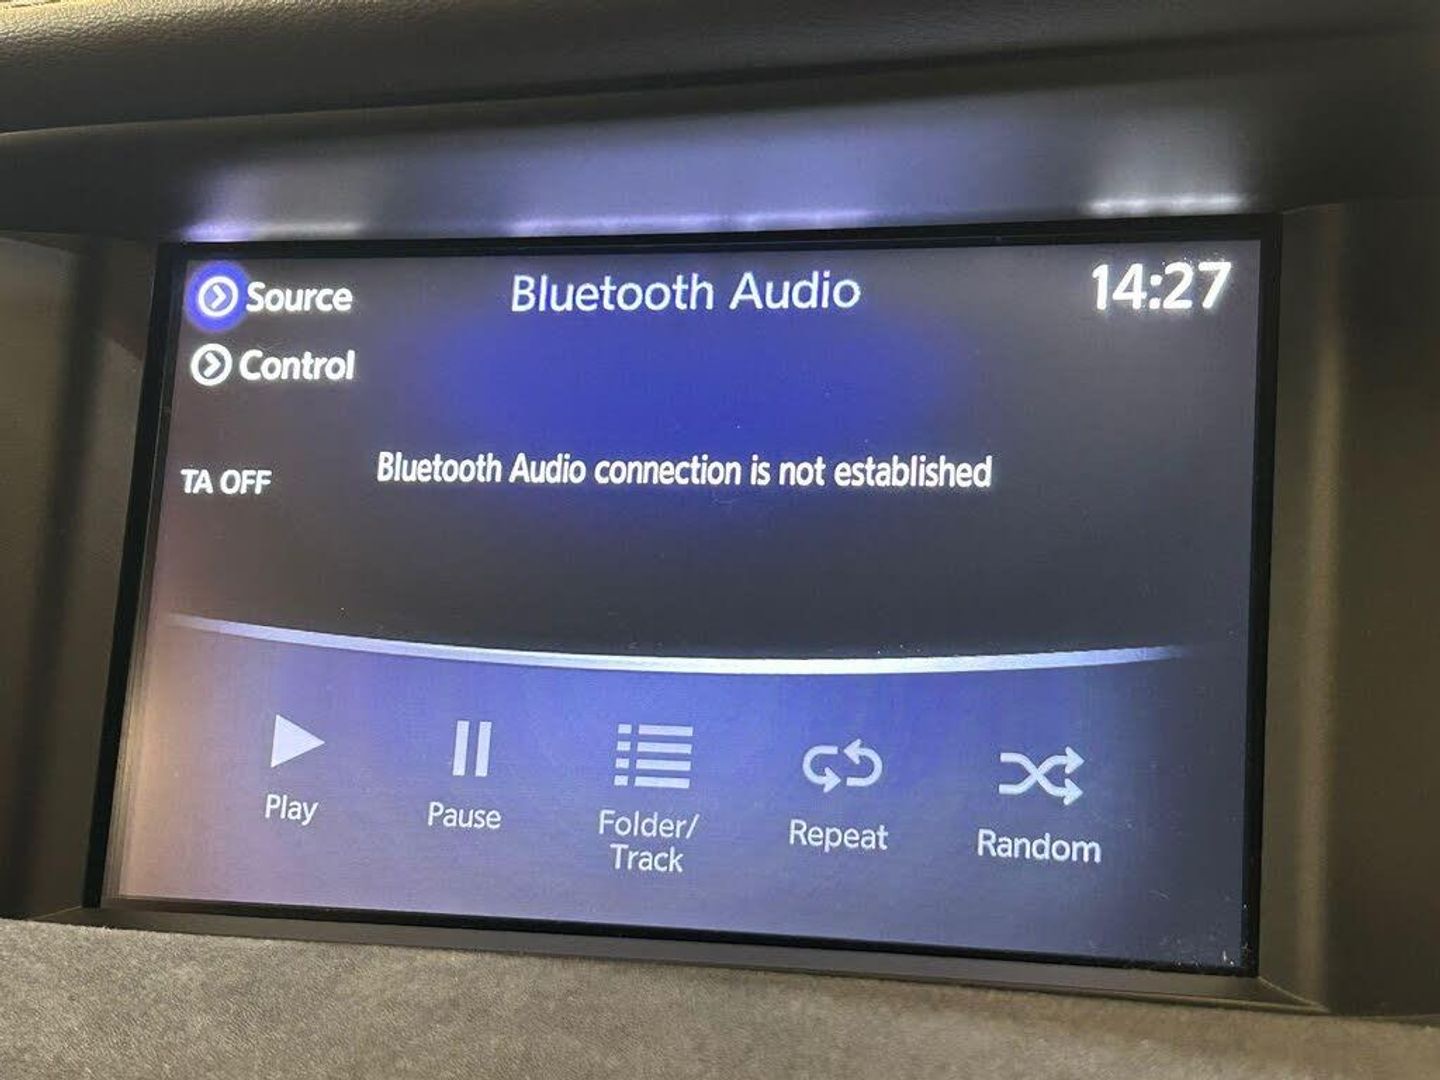 Source
Bluetooth Audio
14:27
Control
TA OFF
Bluetooth Audio connection is not established
Play
Pause
Folder/
Track
Repeat
Random